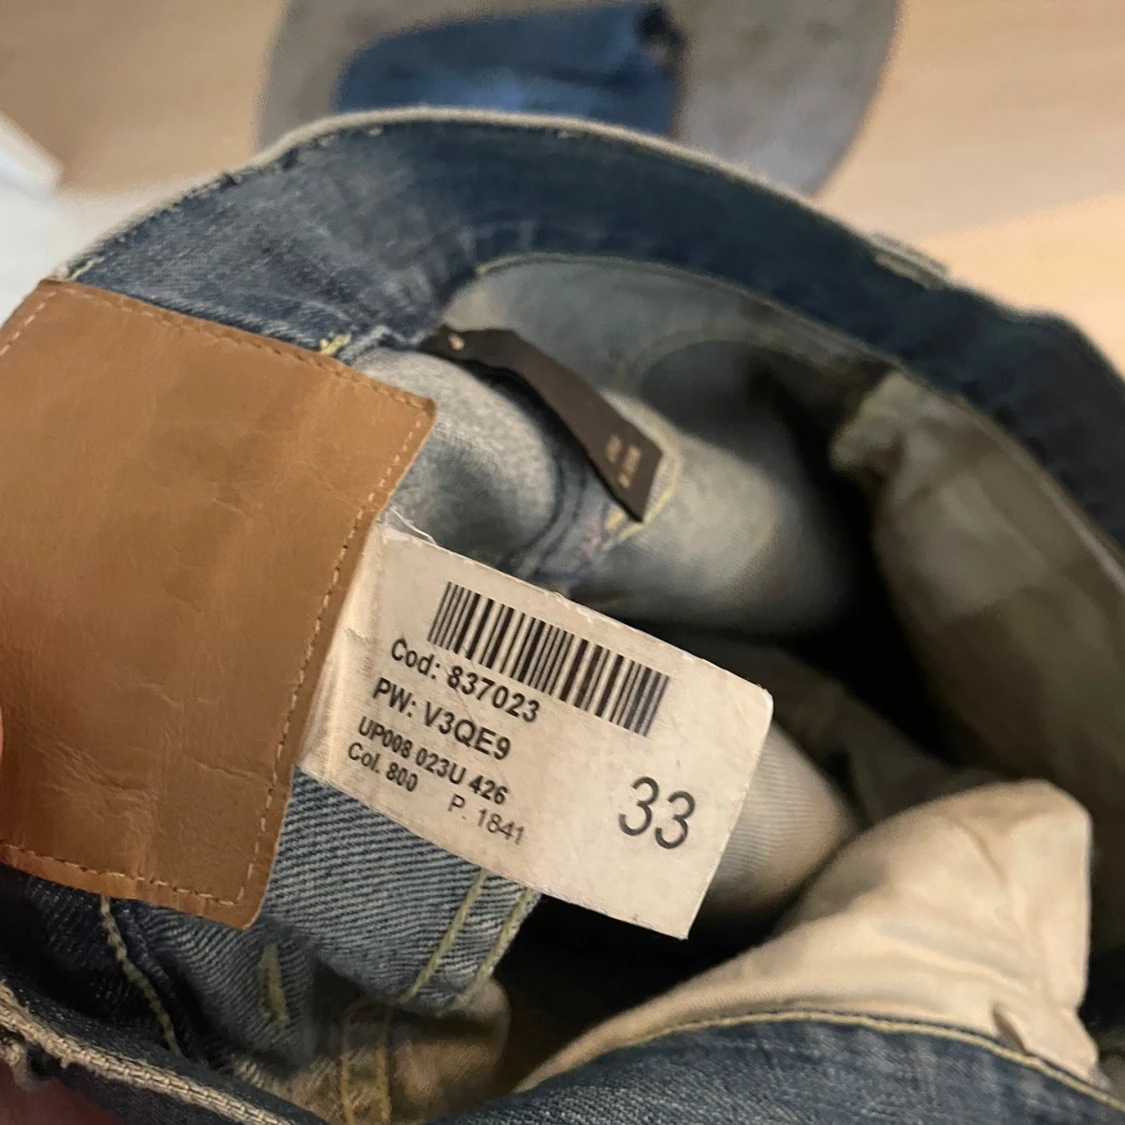 Cod: 837023
PW: V3QE9
UP008 023U 426
Col. 800 P. 1841
33